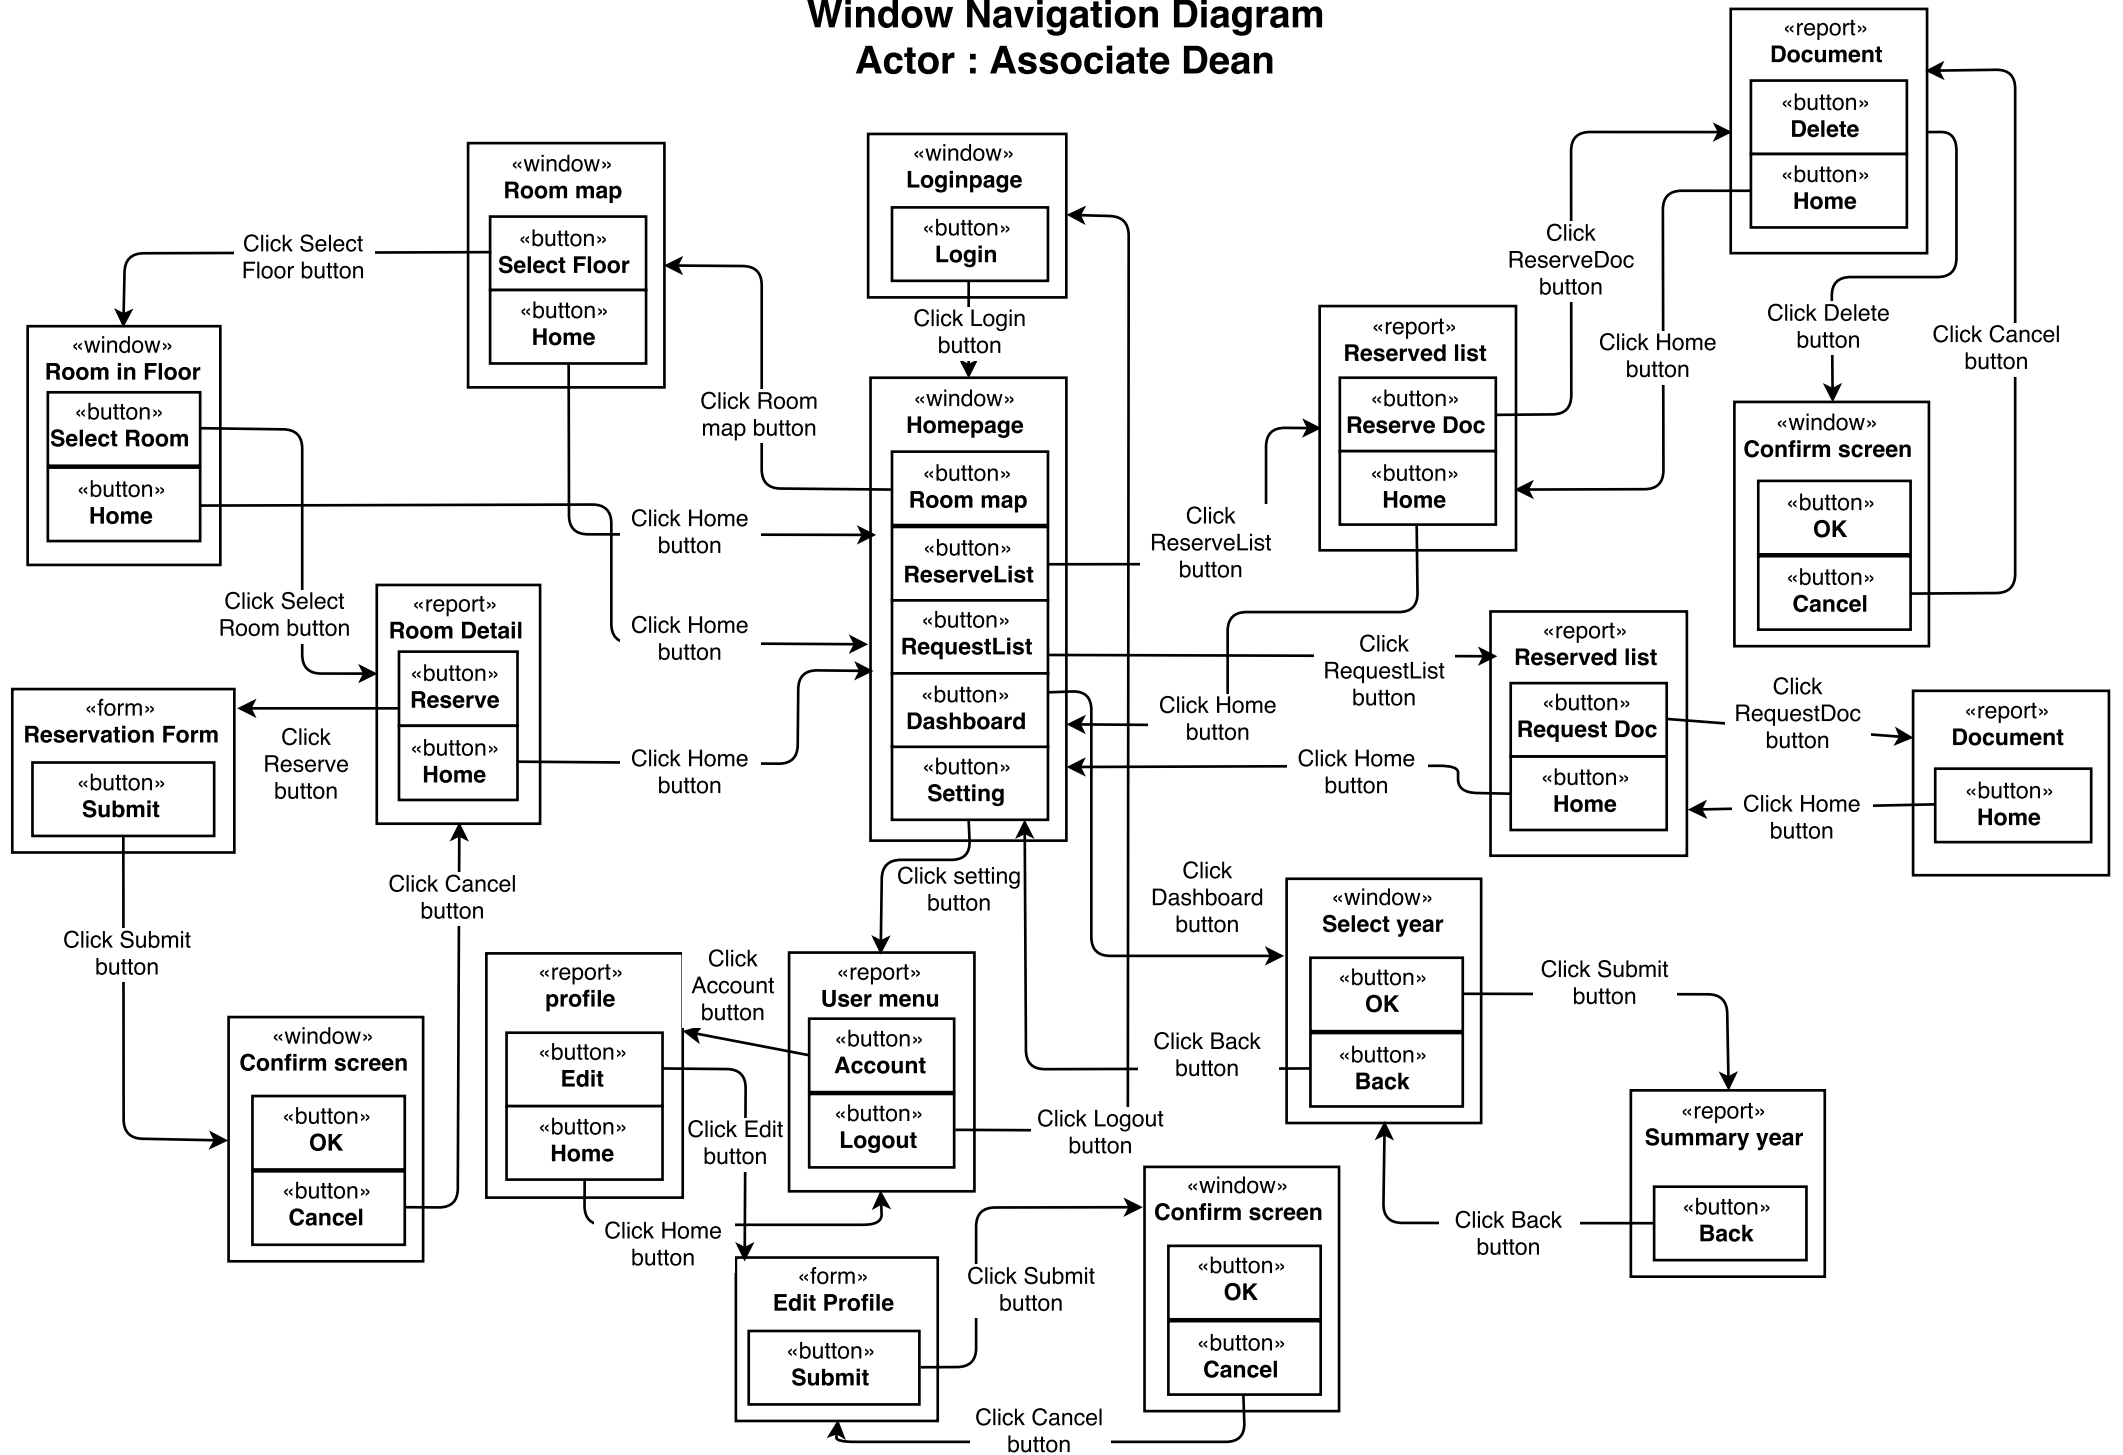 Window Navigation Diagram
Actor : Associate Dean
«report»
Document
«button»
Delete
«button»
Home
«window»
Room map
«button»
Select Floor
«button»
Home
«window»
Loginpage
«button»
Login
Click Login
button
Click Select
Floor button
Click
ReserveDoc
button
Click Home
button
Click Delete
button
Click Cancel
button
«window»
Room in Floor
«button»
Select Room
«button»
Home
Click Room
map button
«window»
Homepage
«button»
Room map
«button»
ReserveList
«button»
RequestList
«button»
Dashboard
«button»
Setting
«report»
Reserved list
«button»
Reserve Doc
«button»
Home
«window»
Confirm screen
«button»
OK
«button»
Cancel
Click Home
button
Click
ReserveList
button
Click Select
Room button
«report»
Room Detail
«button»
Reserve
«button»
Home
Click Home
button
Click
RequestList
button
«report»
Reserved list
«button»
Request Doc
«button»
Home
Click
RequestDoc
button
«report»
Document
«button»
Home
«form»
Reservation Form
«button»
Submit
Click
Reserve
button
Click Home
button
Click Home
button
Click Home
button
Click Home
button
Click setting
button
Click
Dashboard
button
Click Cancel
button
Click Submit
button
«window»
Select year
«button»
OK
«button»
Back
Click Submit
button
«report»
profile
«button»
Edit
«button»
Home
Click
Account
button
«report»
User menu
«button»
Account
«button»
Logout
Click Back
button
Click Logout
button
«window»
Confirm screen
«button»
OK
«button»
Cancel
Click Edit
button
Click Home
button
«report»
Summary year
«button»
Back
Click Back
button
«form»
Edit Profile
«button»
Submit
Click Submit
button
«window»
Confirm screen
«button»
OK
«button»
Cancel
Click Cancel
button